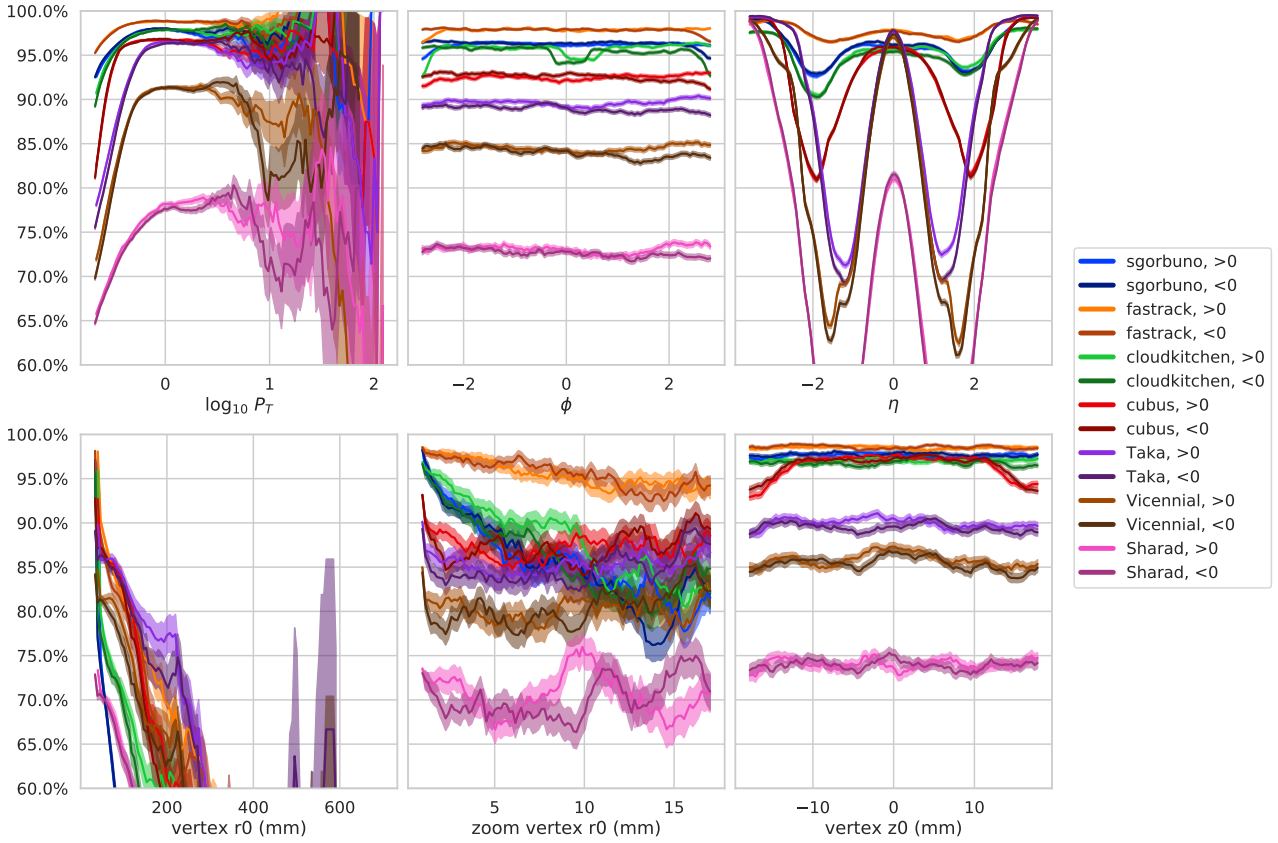 100.0%
95.0%
90.0%
85.0%
80.0%
75.0%
70.0%
65.0%
60.0%
0 1 2
log10 PT
−2 0 2
ϕ
−2 0 2
η
sgorbuno, >0
sgorbuno, <0
fastrack, >0
fastrack, <0
cloudkitchen, >0
cloudkitchen, <0
cubus, >0
cubus, <0
Taka, >0
Taka, <0
Vicennial, >0
Vicennial, <0
Sharad, >0
Sharad, <0
100.0%
95.0%
90.0%
85.0%
80.0%
75.0%
70.0%
65.0%
60.0%
200 400 600
vertex r0 (mm)
5 10 15
zoom vertex r0 (mm)
−10 0 10
vertex z0 (mm)